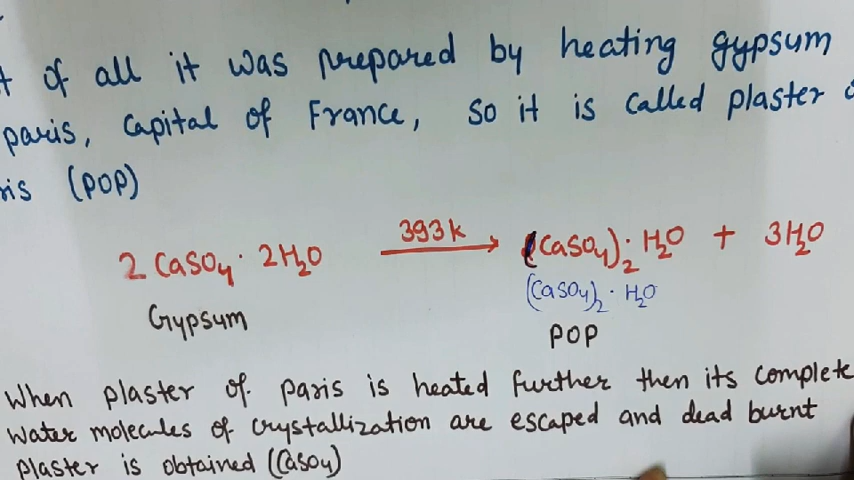 of all it was prepared by heating gypsum
paris, Capital of France, so it is called plaster
(POP)
2 CaSO₄· 2H₂O 393k (CaSO₄)₂· H₂O + 3H₂O
(CaSO₄)₂· H₂O
Gypsum POP
When plaster of paris is heated further then its complete
water molecules of crystallization are escaped and dead burnt
plaster is obtained (CaSO₄)